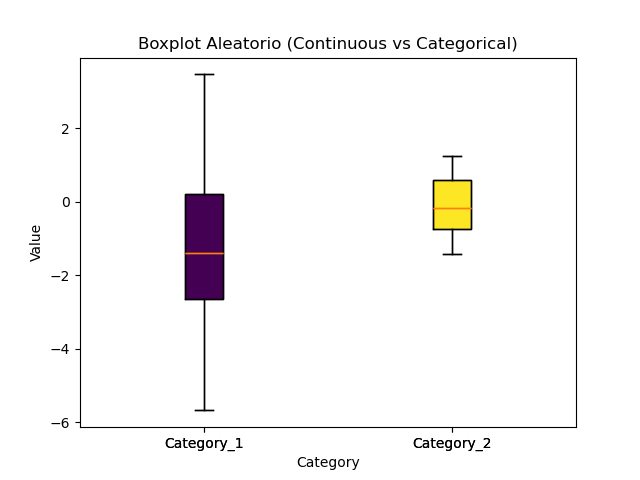 Boxplot Aleatorio (Continuous vs Categorical)
Value
2
0
−2
−4
−6
Category_1
Category_2
Category